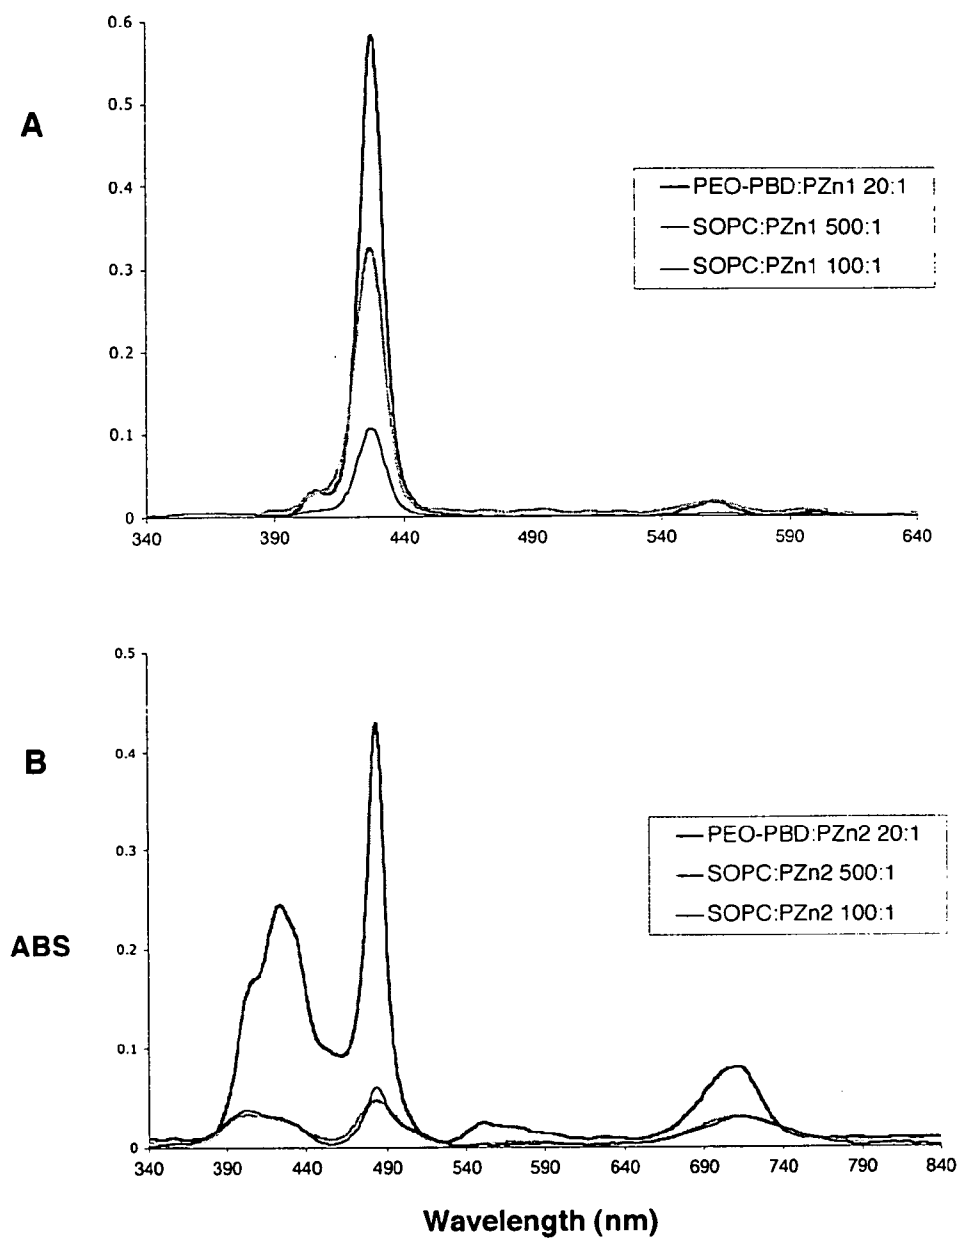 A
0.6
0.5
0.4
0.3
0.2
0.1
0
340 390 440 490 540 590 640
PEO-PBD:PZn1 20:1
SOPC:PZn1 500:1
SOPC:PZn1 100:1
B
ABS
0.5
0.4
0.3
0.2
0.1
0
340 390 440 490 540 590 640 690 740 790 840
PEO-PBD:PZn2 20:1
SOPC:PZn2 500:1
SOPC:PZn2 100:1
Wavelength (nm)